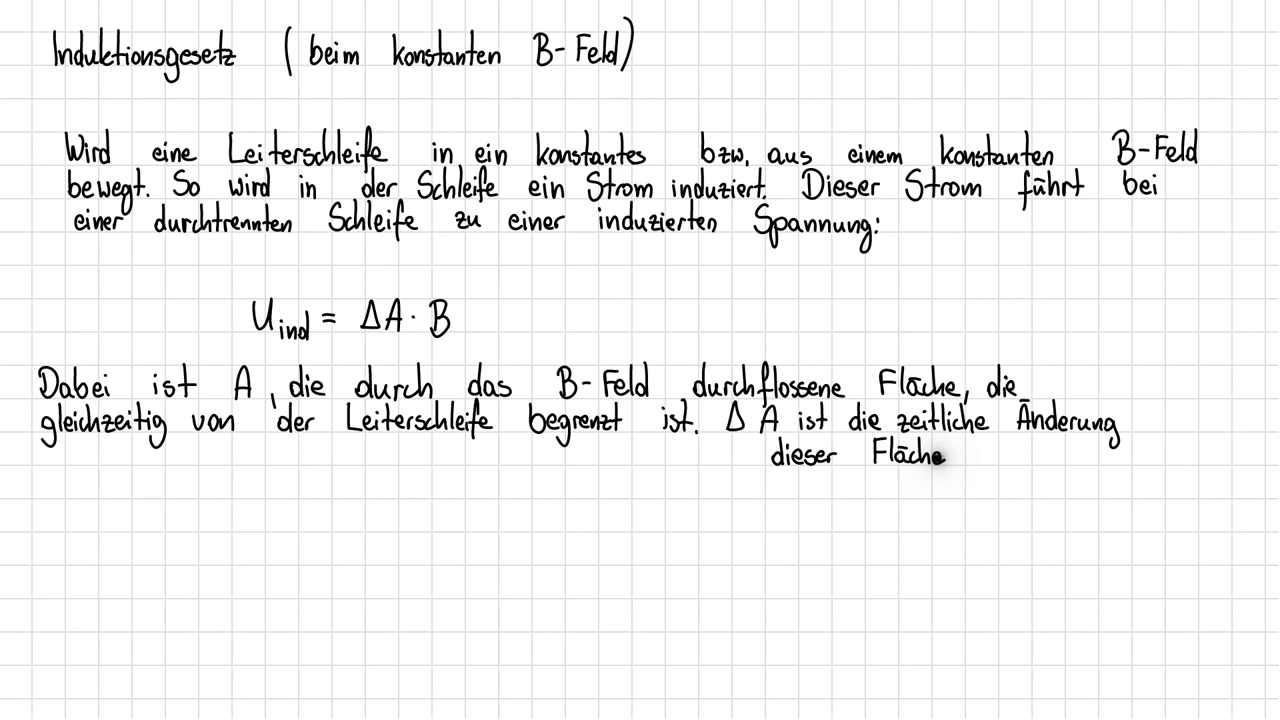 Induktionsgesetz (beim konstanten B-Feld)
Wird eine Leiterschleife in ein konstantes bzw. aus einem konstanten B-Feld
bewegt. So wird in der Schleife ein Strom induziert. Dieser Strom führt bei
einer durchtrennten Schleife zu einer induzierten Spannung:
U_ind = ΔA · B
Dabei ist A, die durch das B-Feld durchflossene Fläche, die
gleichzeitig von der Leiterschleife begrenzt ist. ΔA ist die zeitliche Änderung
dieser Fläche